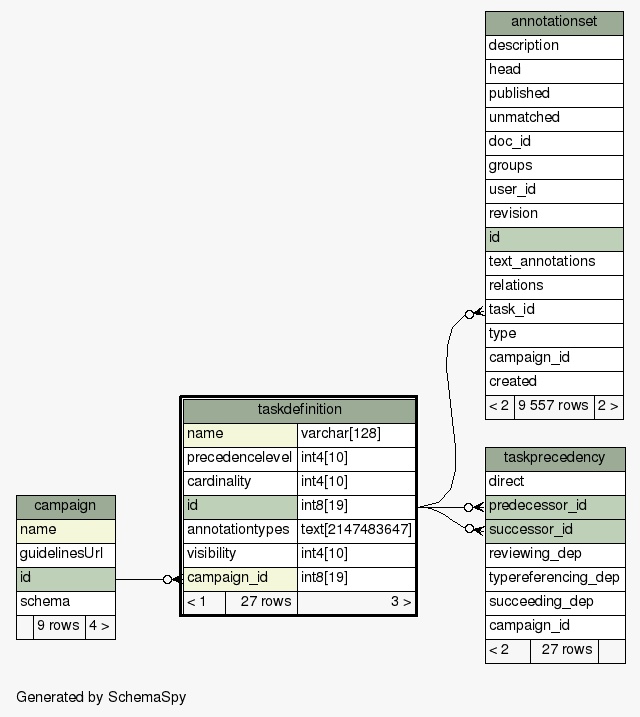 annotationset
description
head
published
unmatched
doc_id
groups
user_id
revision
id
text_annotations
relations
task_id
type
campaign_id
created
< 2 9 557 rows 2 >
taskdefinition
name varchar[128]
precedencelevel int4[10]
cardinality int4[10]
id int8[19]
annotationtypes text[2147483647]
visibility int4[10]
campaign_id int8[19]
< 1 27 rows 3 >
taskprecedency
direct
predecessor_id
successor_id
reviewing_dep
typereferencing_dep
succeeding_dep
campaign_id
< 2 27 rows
campaign
name
guidelinesUrl
id
schema
9 rows 4 >
Generated by SchemaSpy